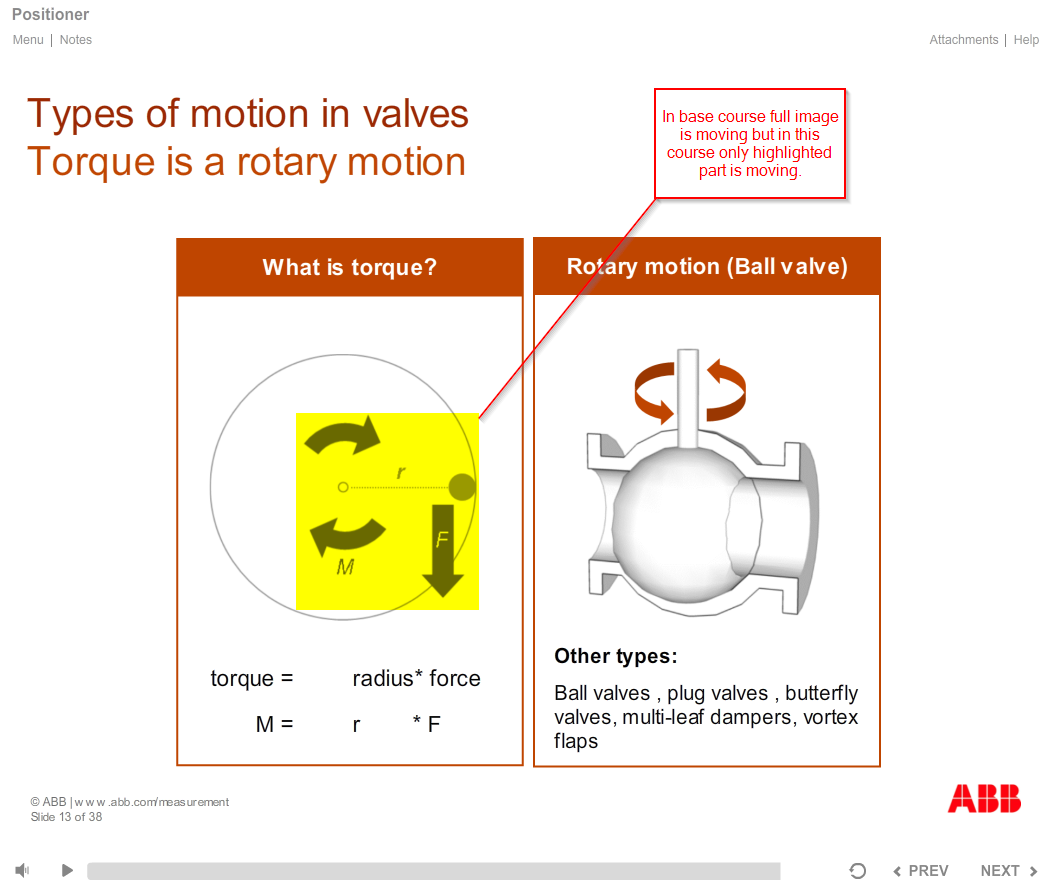 Positioner
Menu | Notes
Attachments | Help
Types of motion in valves
Torque is a rotary motion
In base course full image
is moving but in this
course only highlighted
part is moving.
What is torque?
r
F
M
torque = radius* force
M = r * F
Rotary motion (Ball valve)
Other types:
Ball valves , plug valves , butterfly
valves, multi-leaf dampers, vortex
flaps
© ABB | www.abb.com/measurement
Slide 13 of 38
ABB
PREV
NEXT